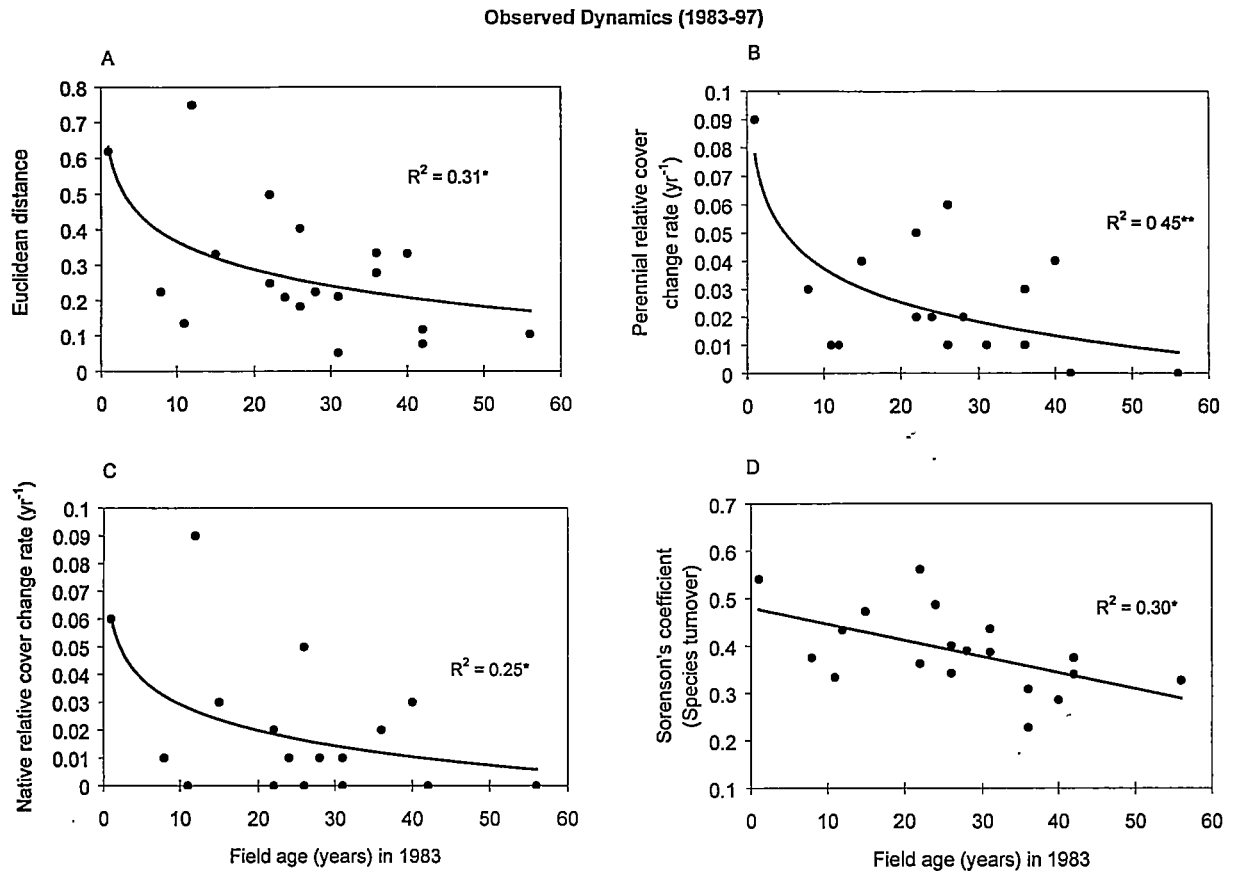 Observed Dynamics (1983-97)
A
Euclidean distance
0.8
0.7
0.6
0.5
0.4
0.3
0.2
0.1
0
R² = 0.31*
0 10 20 30 40 50 60
B
Perennial relative cover
change rate (yr⁻¹)
0.1
0.09
0.08
0.07
0.06
0.05
0.04
0.03
0.02
0.01
0
R² = 0 45**
0 10 20 30 40 50 60
C
Native relative cover change rate (yr⁻¹)
0.1
0.09
0.08
0.07
0.06
0.05
0.04
0.03
0.02
0.01
0
R² = 0.25*
0 10 20 30 40 50 60
Field age (years) in 1983
D
Sorenson's coefficient
(Species turnover)
0.7
0.6
0.5
0.4
0.3
0.2
0.1
R² = 0.30*
0 10 20 30 40 50 60
Field age (years) in 1983